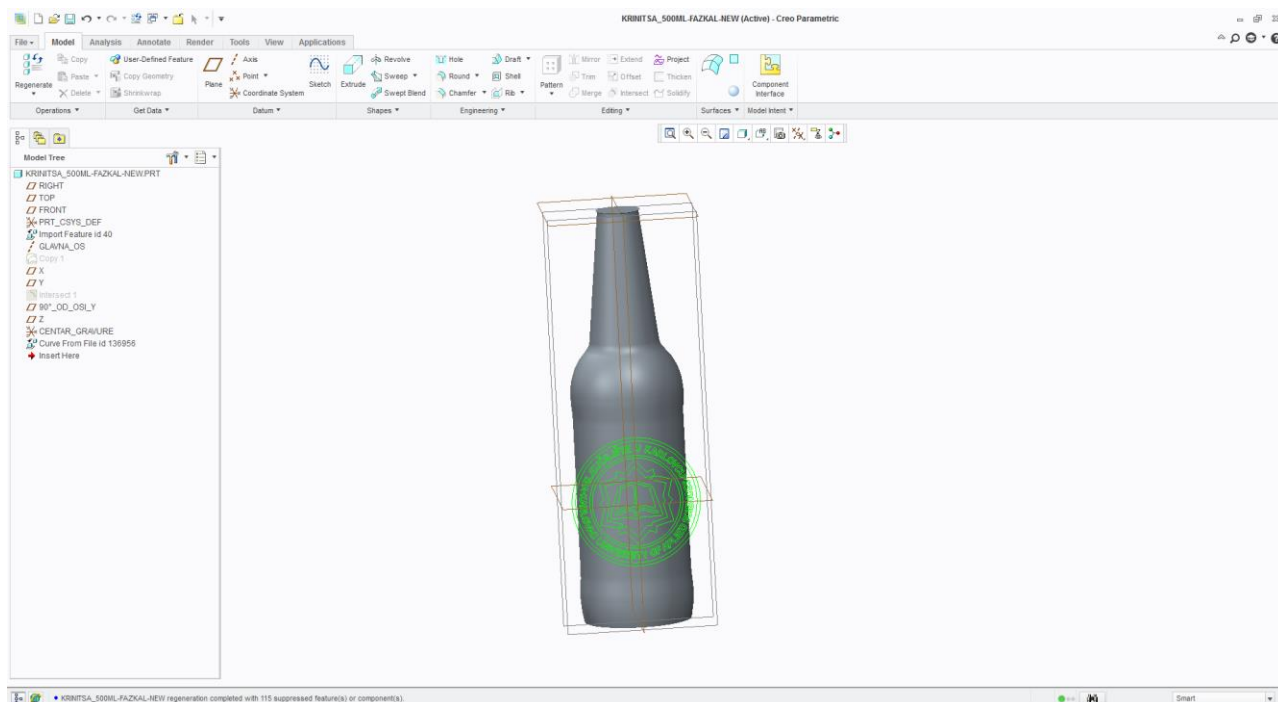 KRINITSA_500ML-FAZKAL-NEW (Active) - Creo Parametric
File Model Analysis Annotate Render Tools View Applications
Regenerate
Copy
Paste
Delete
User-Defined Feature
Copy Geometry
Shrinkwrap
Plane
Axis
Point
Coordinate System
Sketch
Extrude
Revolve
Sweep
Swept Blend
Hole
Round
Chamfer
Draft
Shell
Rib
Pattern
Mirror
Trim
Merge
Extend
Offset
Intersect
Project
Thicken
Solidify
Component
Interface
Operations Get Data Datum Shapes Engineering Editing Surfaces Model Intent
Model Tree
KRINITSA_500ML-FAZKAL-NEW.PRT
RIGHT
TOP
FRONT
PRT_CSYS_DEF
Import Feature id 40
GLAVNA_OS
Copy 1
X
Y
Intersect 1
90°_OD_OSI_Y
Z
CENTAR_GRAVURE
Curve From File id 136956
Insert Here
KRINITSA_500ML-FAZKAL-NEW regeneration completed with 115 suppressed feature(s) or component(s).
Smart